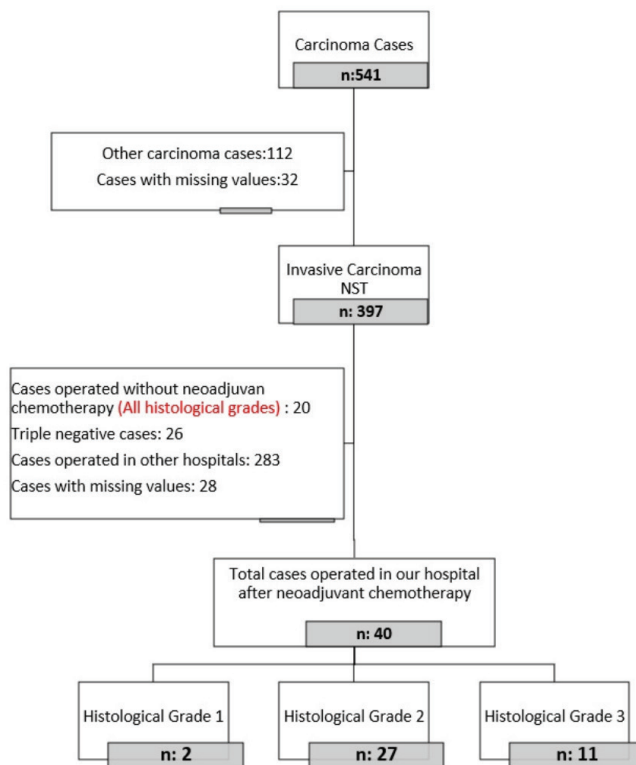 Carcinoma Cases
n:541
Other carcinoma cases:112
Cases with missing values:32
Invasive Carcinoma
NST
n: 397
Cases operated without neoadjuvan
chemotherapy (All histological grades) : 20
Triple negative cases: 26
Cases operated in other hospitals: 283
Cases with missing values: 28
Total cases operated in our hospital
after neoadjuvant chemotherapy
n: 40
Histological Grade 1
n: 2
Histological Grade 2
n: 27
Histological Grade 3
n: 11